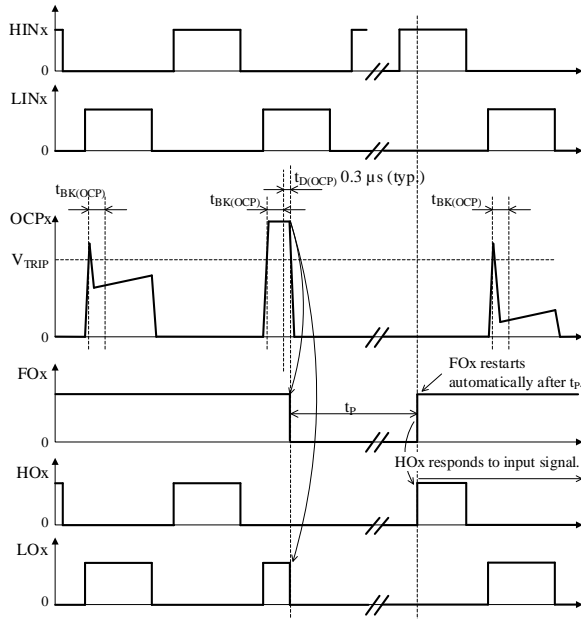 HINx
0
LINx
0
tD(OCP) 0.3 µs (typ.)
tBK(OCP)
tBK(OCP)
tBK(OCP)
OCPx
VTRIP
0
FOx
FOx restarts
automatically after tP.
tP
0
HOx
HOx responds to input signal.
0
LOx
0